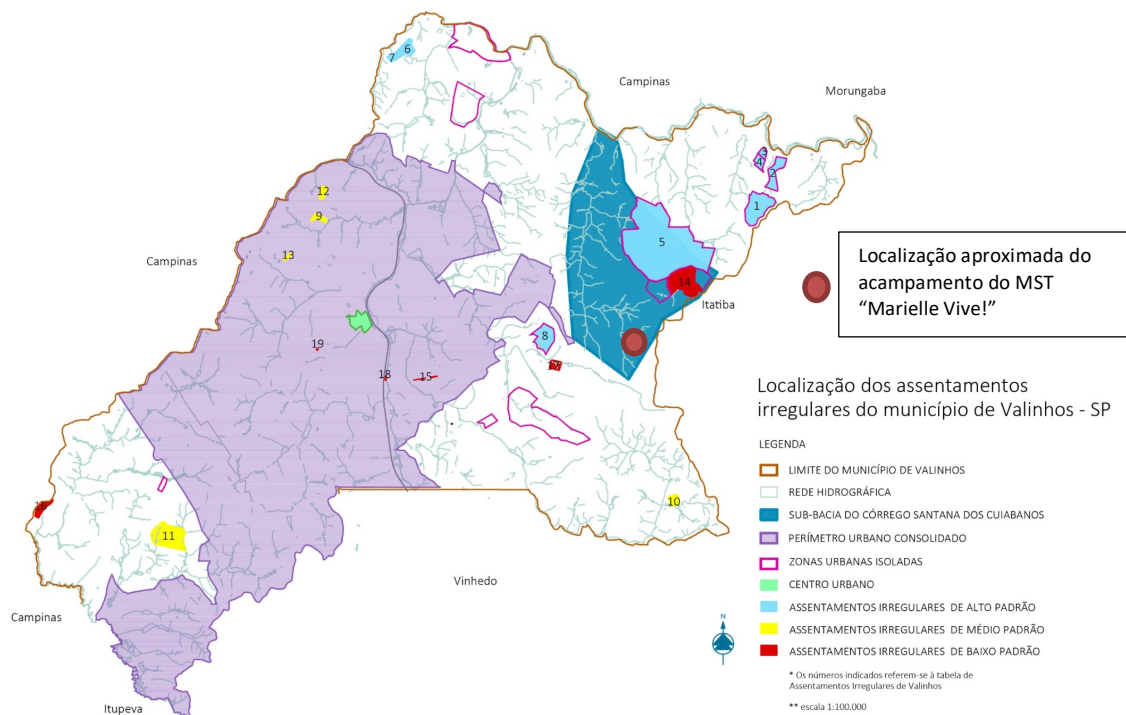 Campinas
Morungaba
6
7
3
4
2
1
12
9
5
13
Campinas
14
Itatiba
8
19
18
15
10
11
Vinhedo
Campinas
Itupeva
Localização aproximada do
acampamento do MST
“Marielle Vive!”
Localização dos assentamentos
irregulares do município de Valinhos - SP
LEGENDA
LIMITE DO MUNICÍPIO DE VALINHOS
REDE HIDROGRÁFICA
SUB-BACIA DO CÓRREGO SANTANA DOS CUIABANOS
PERÍMETRO URBANO CONSOLIDADO
ZONAS URBANAS ISOLADAS
CENTRO URBANO
ASSENTAMENTOS IRREGULARES DE ALTO PADRÃO
ASSENTAMENTOS IRREGULARES DE MÉDIO PADRÃO
ASSENTAMENTOS IRREGULARES DE BAIXO PADRÃO
N
* Os números indicados referem-se à tabela de
Assentamentos Irregulares de Valinhos
** escala 1:100.000